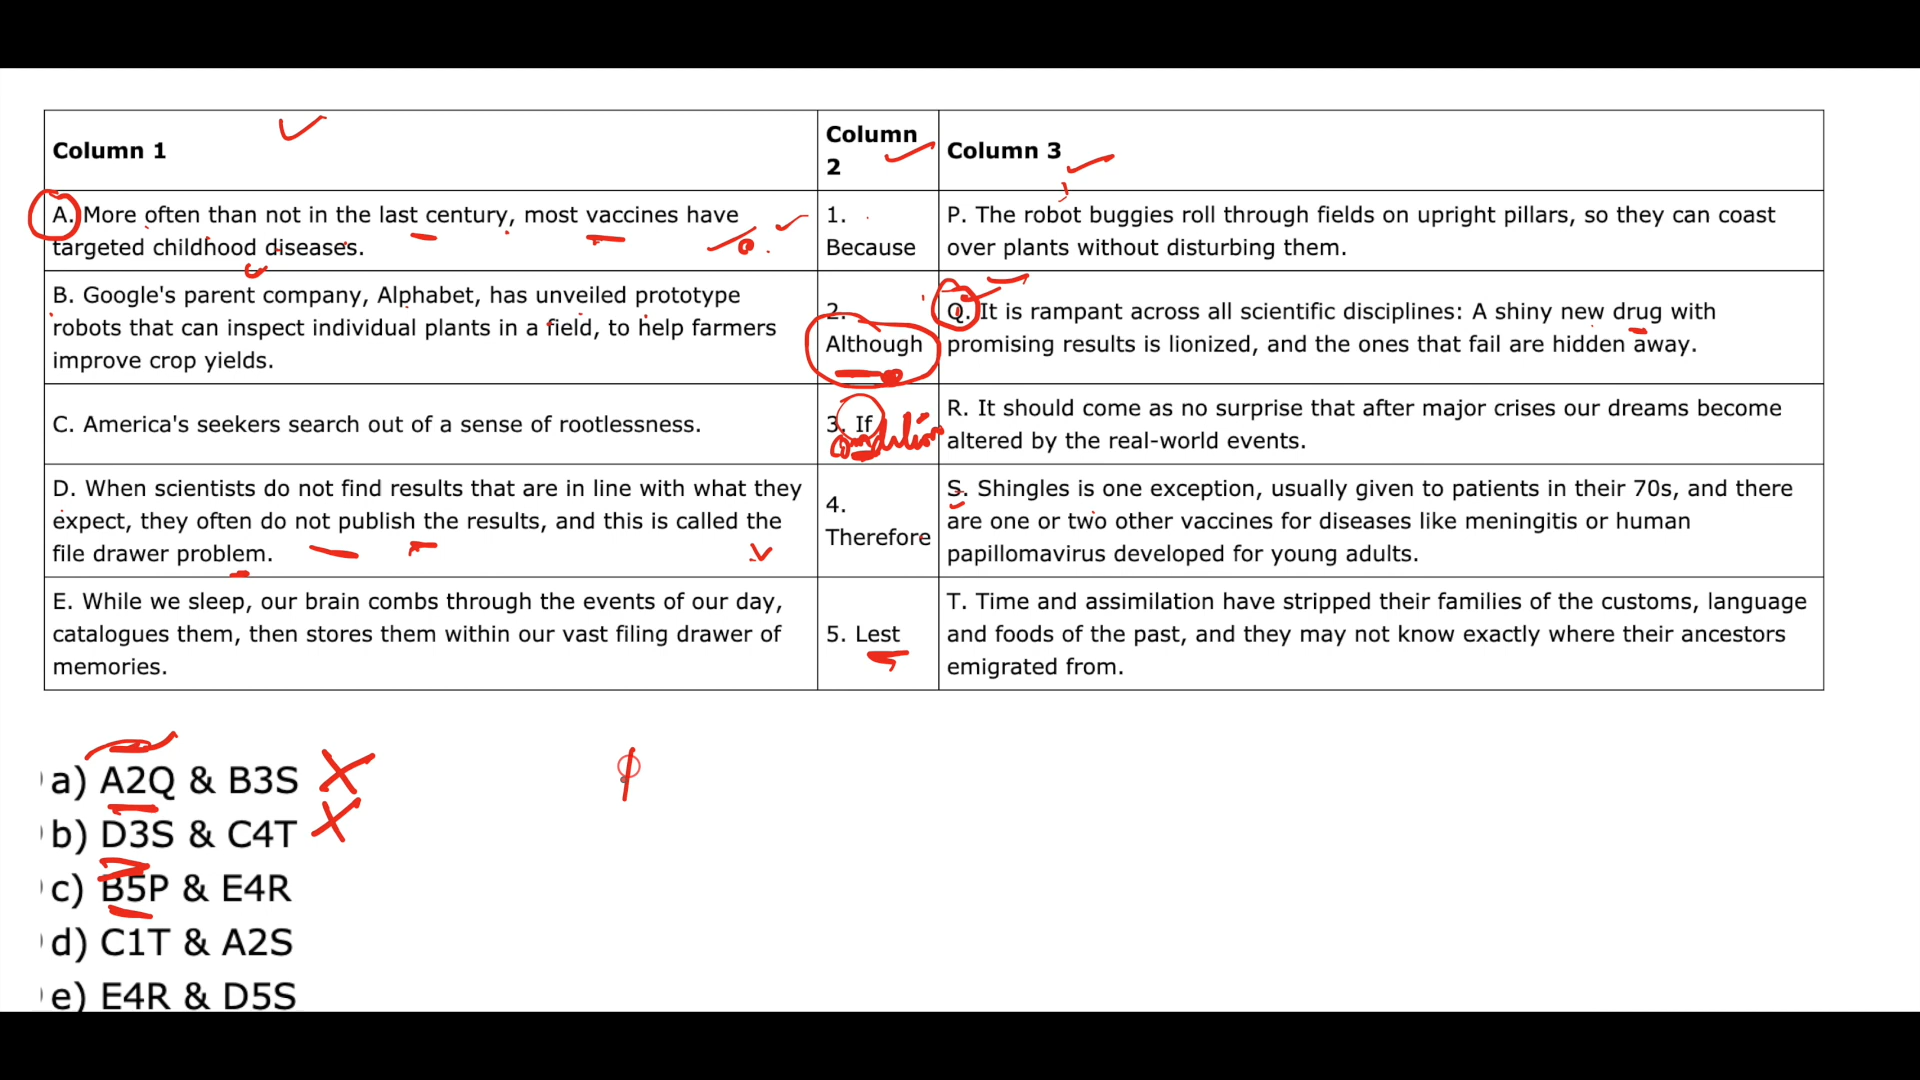 Column 1
Column
2
Column 3
A. More often than not in the last century, most vaccines have
targeted childhood diseases.
1.
Because
P. The robot buggies roll through fields on upright pillars, so they can coast
over plants without disturbing them.
B. Google's parent company, Alphabet, has unveiled prototype
robots that can inspect individual plants in a field, to help farmers
improve crop yields.
2.
Although
Q. It is rampant across all scientific disciplines: A shiny new drug with
promising results is lionized, and the ones that fail are hidden away.
C. America's seekers search out of a sense of rootlessness.
3. If
condition
R. It should come as no surprise that after major crises our dreams become
altered by the real-world events.
D. When scientists do not find results that are in line with what they
expect, they often do not publish the results, and this is called the
file drawer problem.
4.
Therefore
S. Shingles is one exception, usually given to patients in their 70s, and there
are one or two other vaccines for diseases like meningitis or human
papillomavirus developed for young adults.
E. While we sleep, our brain combs through the events of our day,
catalogues them, then stores them within our vast filing drawer of
memories.
5. Lest
T. Time and assimilation have stripped their families of the customs, language
and foods of the past, and they may not know exactly where their ancestors
emigrated from.
a) A2Q & B3S
b) D3S & C4T
c) B5P & E4R
d) C1T & A2S
e) E4R & D5S